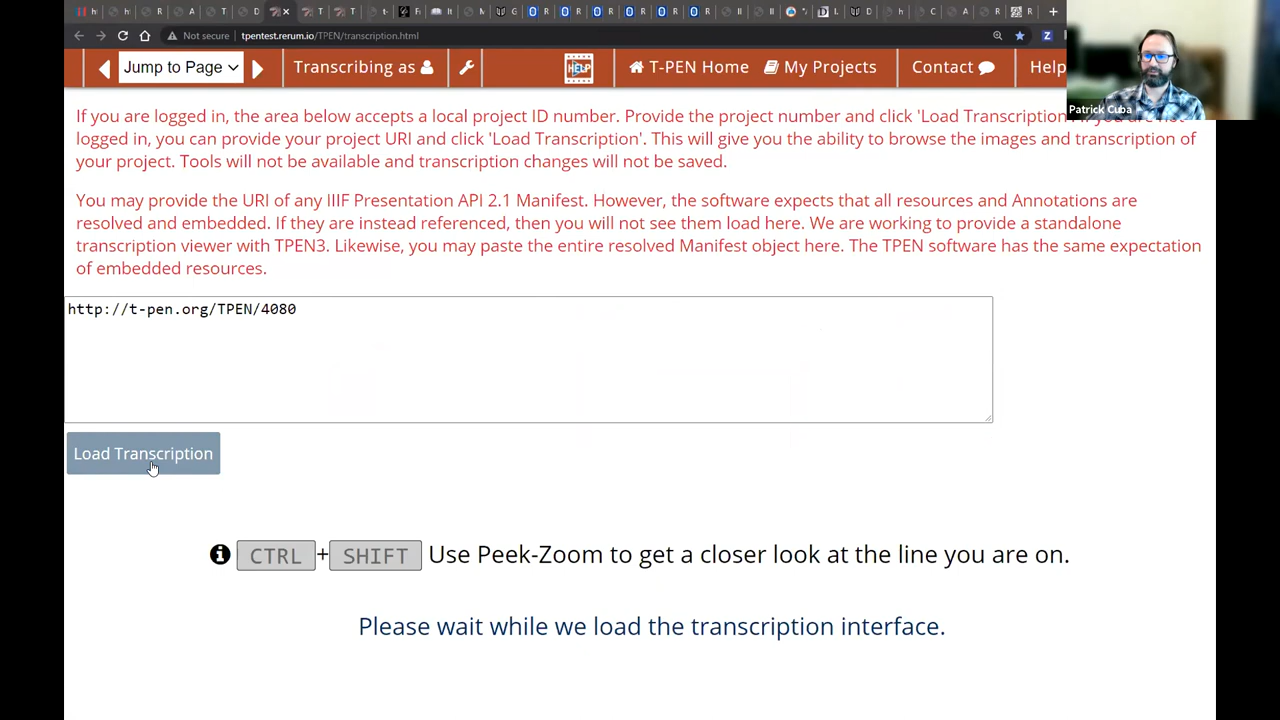 Not secure tpentest.rerum.io/TPEN/transcription.html
Jump to Page Transcribing as HELP T-PEN Home My Projects Contact Help
Patrick Cuba
If you are logged in, the area below accepts a local project ID number. Provide the project number and click 'Load Transcription
logged in, you can provide your project URI and click 'Load Transcription'. This will give you the ability to browse the images and transcription of
your project. Tools will not be available and transcription changes will not be saved.
You may provide the URI of any IIIF Presentation API 2.1 Manifest. However, the software expects that all resources and Annotations are
resolved and embedded. If they are instead referenced, then you will not see them load here. We are working to provide a standalone
transcription viewer with TPEN3. Likewise, you may paste the entire resolved Manifest object here. The TPEN software has the same expectation
of embedded resources.
http://t-pen.org/TPEN/4080
Load Transcription
CTRL + SHIFT Use Peek-Zoom to get a closer look at the line you are on.
Please wait while we load the transcription interface.